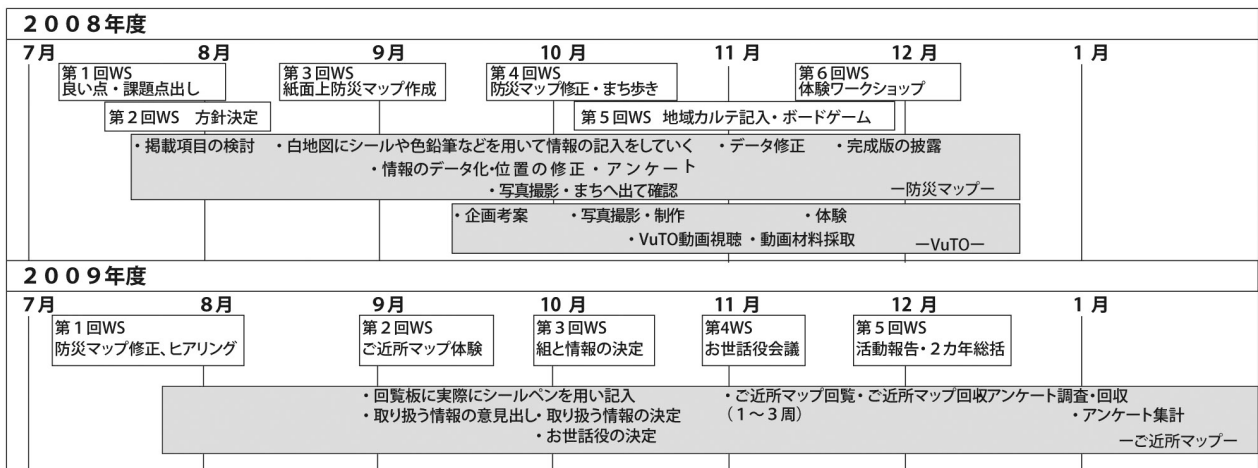 2008年度
7月 8月 9月 10月 11月 12月 1月
第1回WS
良い点・課題点出し
第2回WS 方針決定
第3回WS
紙面上防災マップ作成
第4回WS
防災マップ修正・まち歩き
第5回WS 地域カルテ記入・ボードゲーム
第6回WS
体験ワークショップ
・掲載項目の検討 ・白地図にシールや色鉛筆などを用いて情報の記入をしていく ・データ修正 ・完成版の披露
・情報のデータ化・位置の修正・アンケート
・写真撮影・まちへ出て確認 ー防災マップー
・企画考案 ・写真撮影・制作 ・体験
・VuTO動画視聴 ・動画材料採取 ーVuTOー
2009年度
7月 8月 9月 10月 11月 12月 1月
第1回WS
防災マップ修正、ヒアリング
第2回WS
ご近所マップ体験
第3回WS
組と情報の決定
第4WS
お世話役会議
第5回WS
活動報告・2カ年総括
・回覧板に実際にシールペンを用い記入 ・ご近所マップ回覧・ご近所マップ回収アンケート調査・回収
・取り扱う情報の意見出し・取り扱う情報の決定 （1〜3周） ・アンケート集計
・お世話役の決定 ーご近所マップー